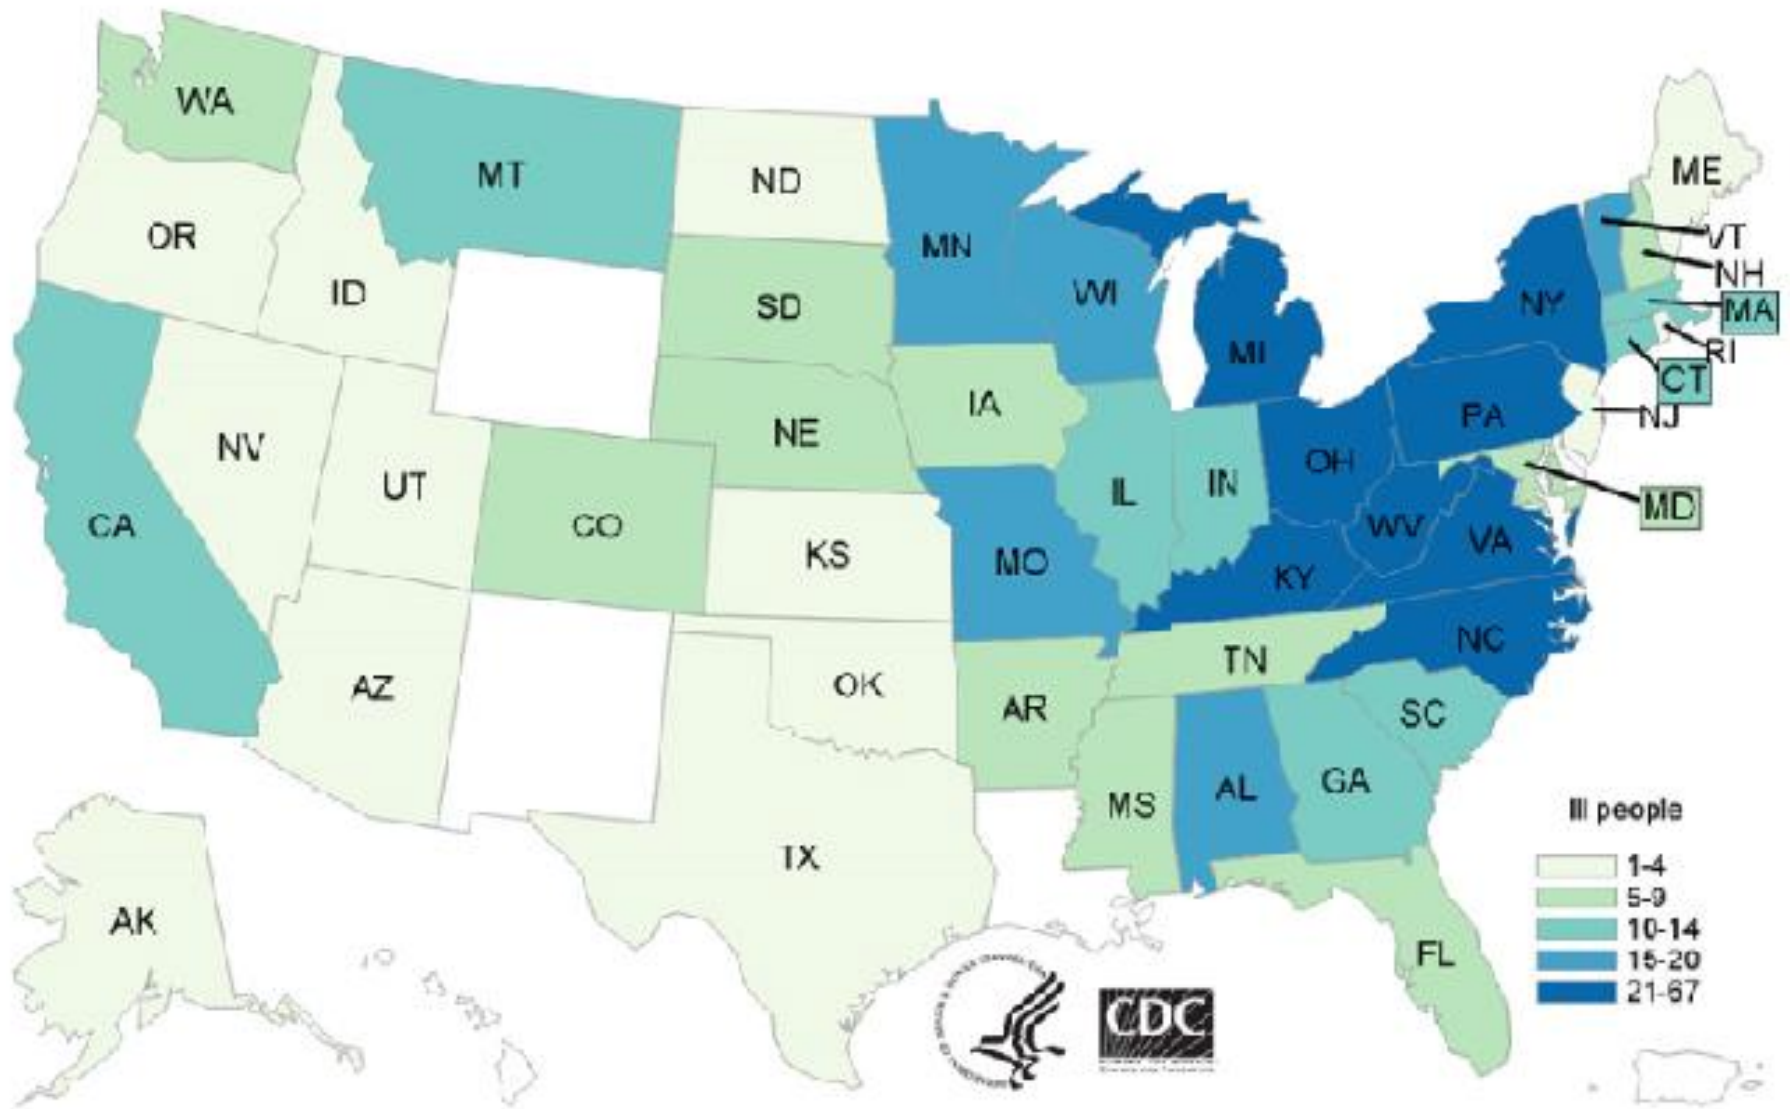 WA
MT
ND
ME
OR
ID
MN
VT
NH
SD
WI
NY
MA
MI
RI
CT
IA
PA
NJ
NV
UT
NE
OH
CO
IL
IN
MD
CA
KS
MO
WV
VA
KY
NC
TN
AZ
OK
AR
SC
MS
AL
GA
TX
Ill people
1-4
5-9
10-14
15-20
21-67
AK
FL
CDC